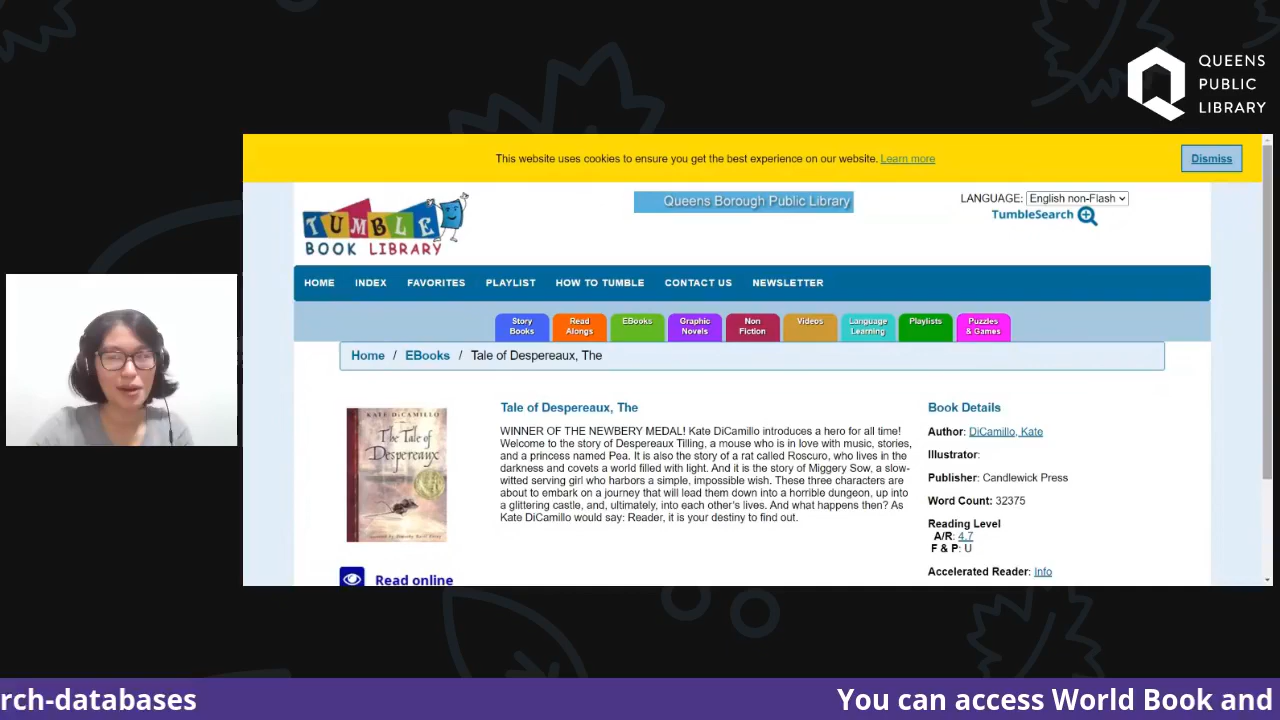 QUEENS
PUBLIC
LIBRARY
This website uses cookies to ensure you get the best experience on our website. Learn more
Dismiss
TUMBLE
BOOK LIBRARY
Queens Borough Public Library
LANGUAGE: English non-Flash
TumbleSearch
HOME INDEX FAVORITES PLAYLIST HOW TO TUMBLE CONTACT US NEWSLETTER
Story Books
Read Alongs
EBooks
Graphic Novels
Non Fiction
Videos
Language Learning
Playlists
Puzzles & Games
Home / EBooks / Tale of Despereaux, The
KATE DICAMILLO
The Tale of
Despereaux
Tale of Despereaux, The
WINNER OF THE NEWBERY MEDAL! Kate DiCamillo introduces a hero for all time!
Welcome to the story of Despereaux Tilling, a mouse who is in love with music, stories,
and a princess named Pea. It is also the story of a rat called Roscuro, who lives in the
darkness and covets a world filled with light. And it is the story of Miggery Sow, a slow-
witted serving girl who harbors a simple, impossible wish. These three characters are
about to embark on a journey that will lead them down into a horrible dungeon, up into
a glittering castle, and, ultimately, into each other's lives. And what happens then? As
Kate DiCamillo would say: Reader, it is your destiny to find out.
Book Details
Author: DiCamillo, Kate
Illustrator:
Publisher: Candlewick Press
Word Count: 32375
Reading Level
A/R: 4.7
F & P: U
Accelerated Reader: Info
Read online
rch-databases
You can access World Book and